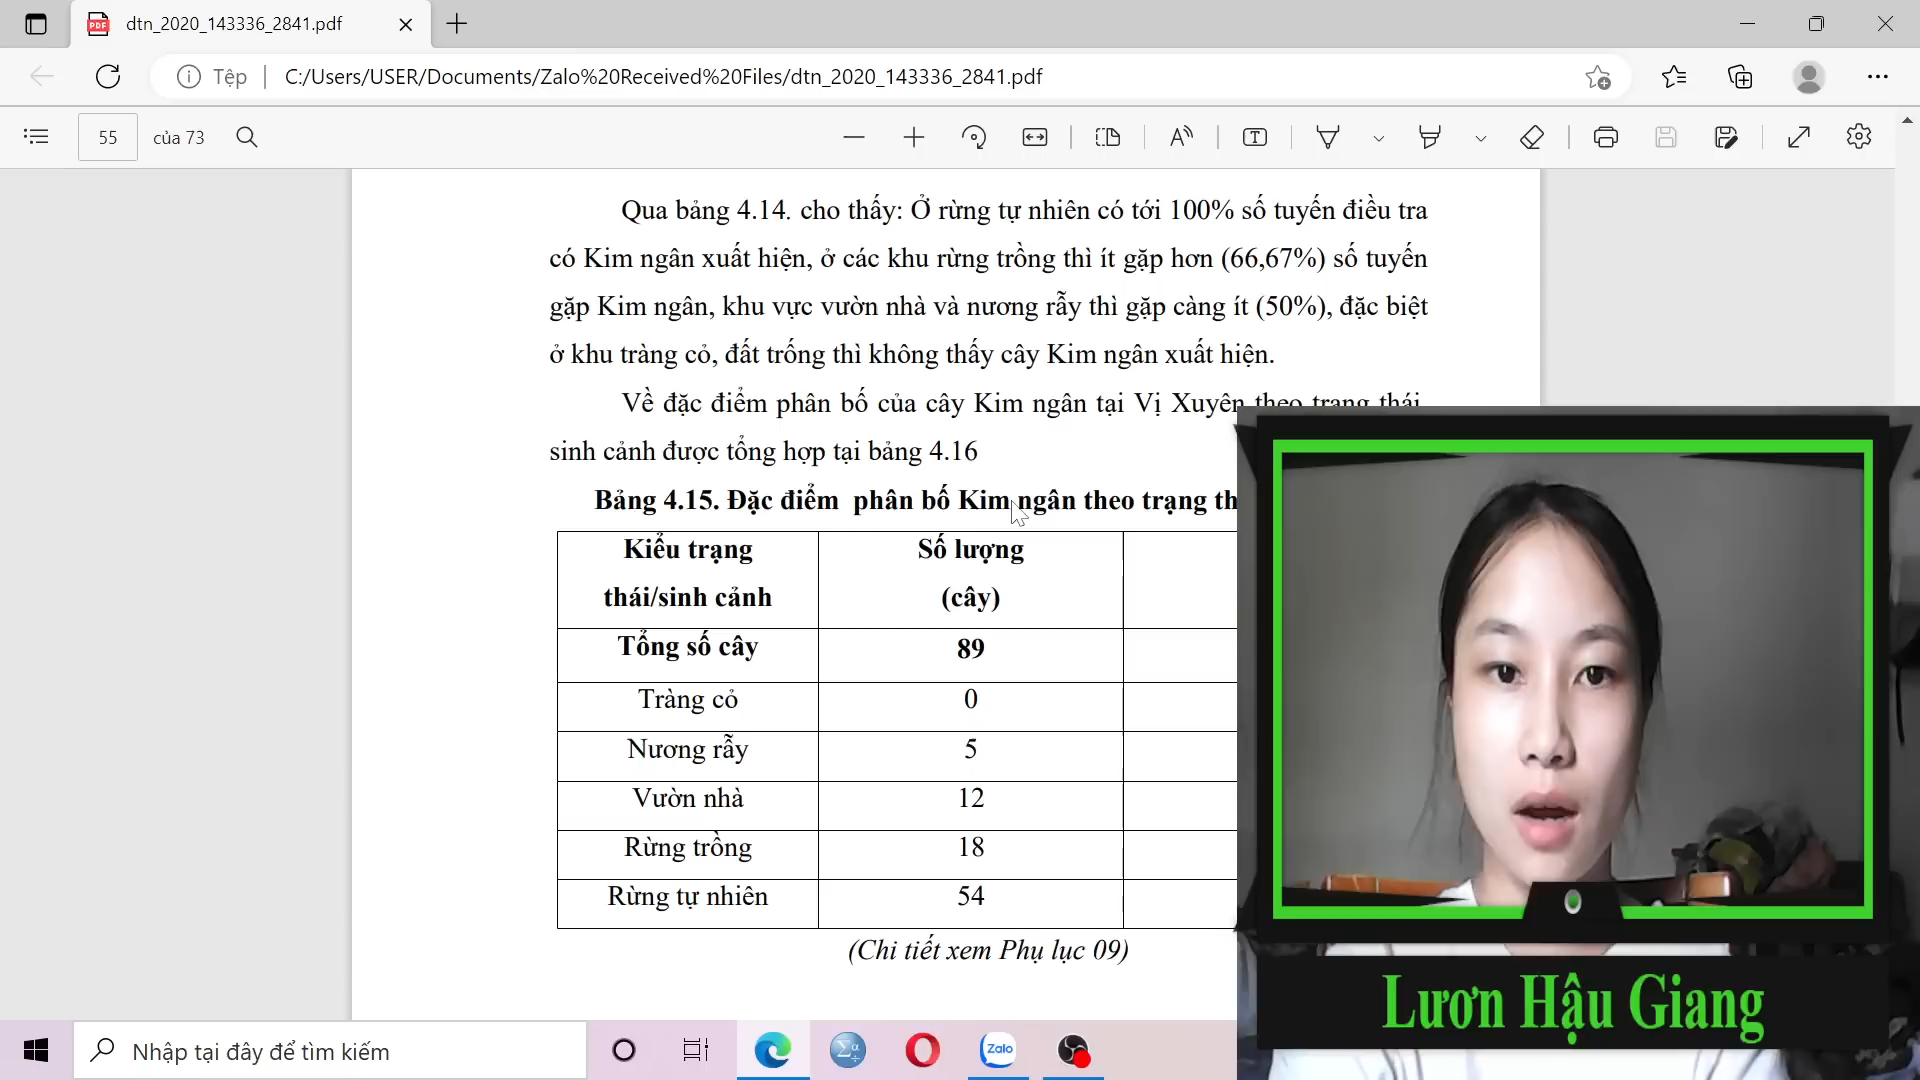 dtn_2020_143336_2841.pdf
Tệp
C:/Users/USER/Documents/Zalo%20Received%20Files/dtn_2020_143336_2841.pdf
55 của 73
Qua bảng 4.14. cho thấy: Ở rừng tự nhiên có tới 100% số tuyến điều tra
có Kim ngân xuất hiện, ở các khu rừng trồng thì ít gặp hơn (66,67%) số tuyến
gặp Kim ngân, khu vực vườn nhà và nương rẫy thì gặp càng ít (50%), đặc biệt
ở khu tràng cỏ, đất trống thì không thấy cây Kim ngân xuất hiện.
Về đặc điểm phân bố của cây Kim ngân tại Vị Xuyên theo trạng thái
sinh cảnh được tổng hợp tại bảng 4.16
Bảng 4.15. Đặc điểm phân bố Kim ngân theo trạng th
Kiểu trạng
thái/sinh cảnh
Số lượng
(cây)
Tổng số cây 89
Tràng cỏ 0
Nương rẫy 5
Vườn nhà 12
Rừng trồng 18
Rừng tự nhiên 54
(Chi tiết xem Phụ lục 09)
Lươn Hậu Giang
Nhập tại đây để tìm kiếm
Zalo